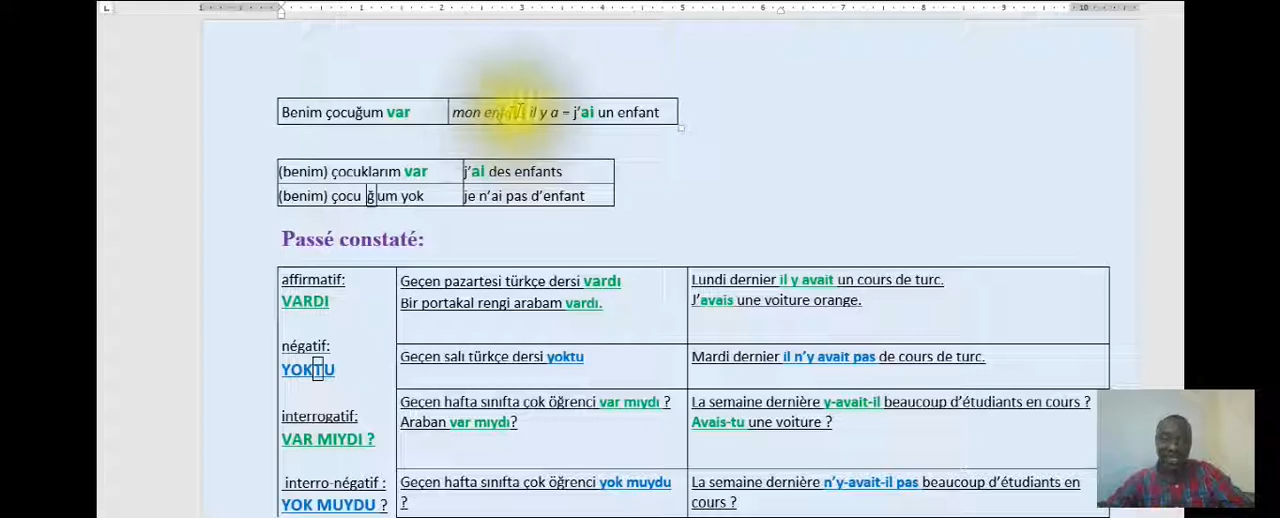 Benim çocuğum var
mon enfant il y a = j'ai un enfant
(benim) çocuklarım var
j'ai des enfants
(benim) çocu ğum yok
je n'ai pas d'enfant
Passé constaté:
affirmatif:
VARDI
Geçen pazartesi türkçe dersi vardı
Bir portakal rengi arabam vardı.
Lundi dernier il y avait un cours de turc.
J'avais une voiture orange.
négatif:
YOKTU
Geçen salı türkçe dersi yoktu
Mardi dernier il n'y avait pas de cours de turc.
interrogatif:
VAR MIYDI ?
Geçen hafta sınıfta çok öğrenci var mıydı ?
Araban var mıydı?
La semaine dernière y-avait-il beaucoup d'étudiants en cours ?
Avais-tu une voiture ?
interro-négatif :
YOK MUYDU ?
Geçen hafta sınıfta çok öğrenci yok muydu
?
La semaine dernière n'y-avait-il pas beaucoup d'étudiants en
cours ?